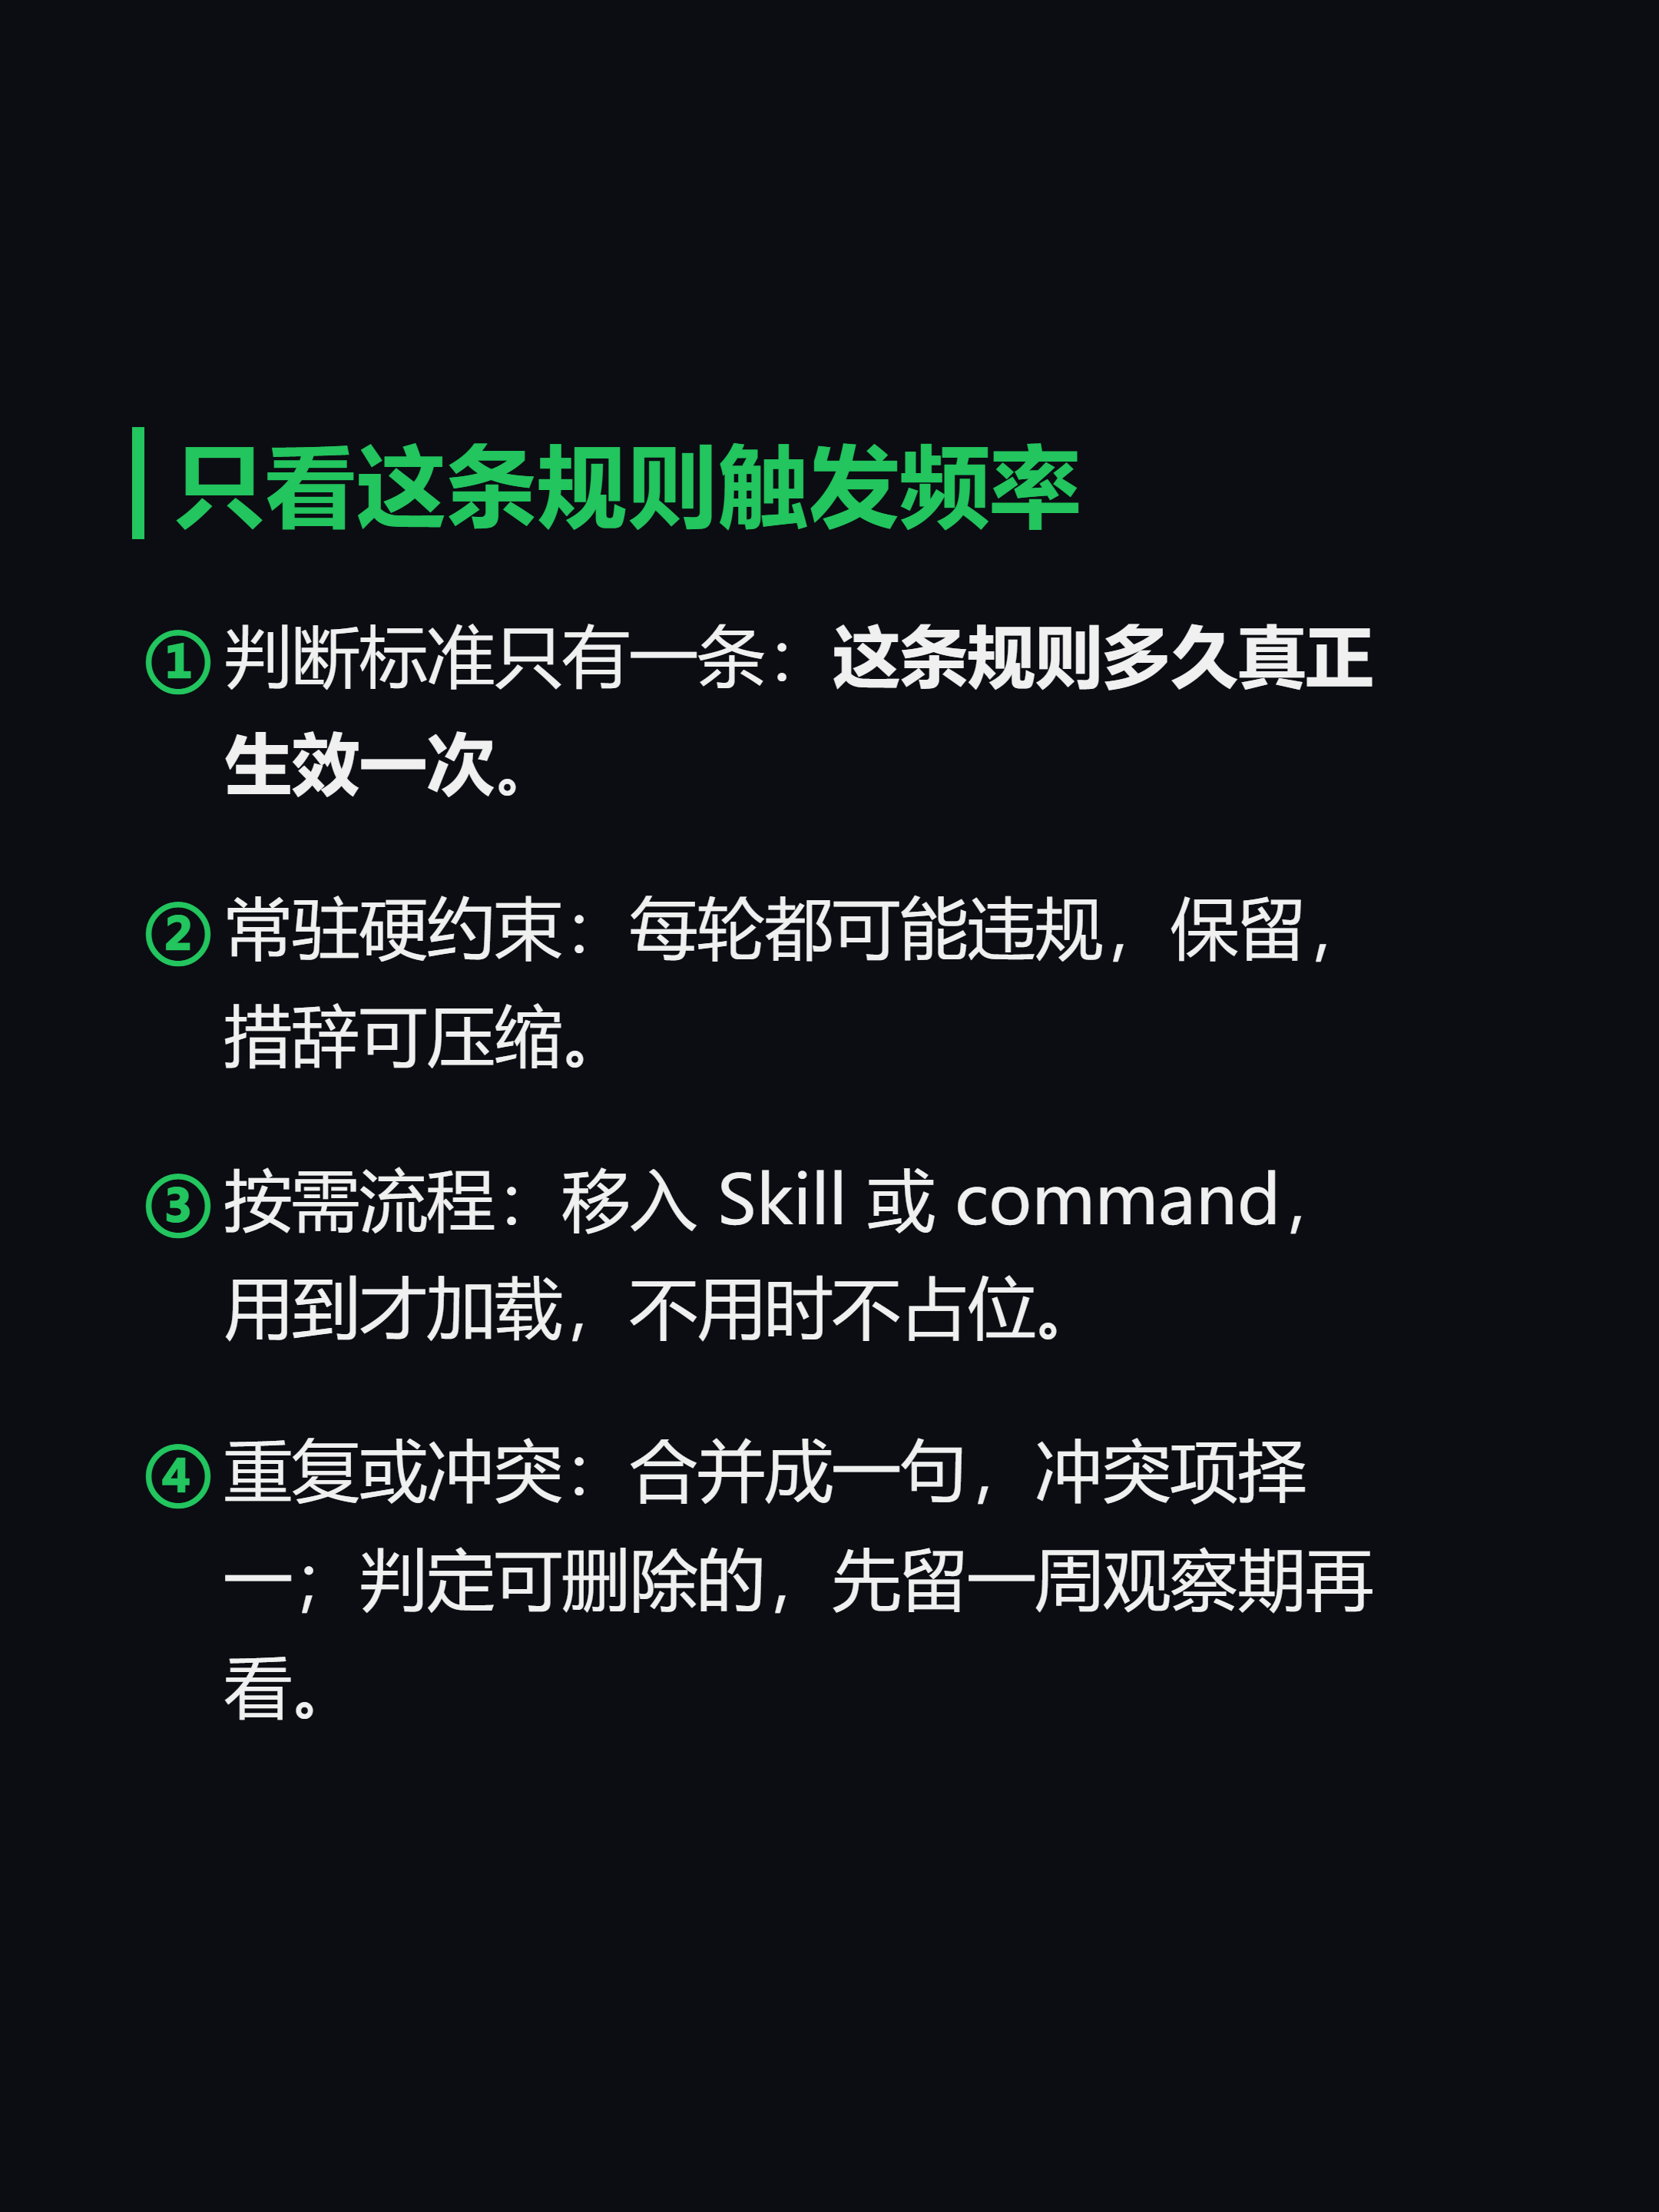 只看这条规则触发频率
① 判断标准只有一条：这条规则多久真正
生效一次。
② 常驻硬约束：每轮都可能违规，保留，
措辞可压缩。
③ 按需流程：移入 Skill 或 command，
用到才加载，不用时不占位。
④ 重复或冲突：合并成一句，冲突项择
一；判定可删除的，先留一周观察期再
看。